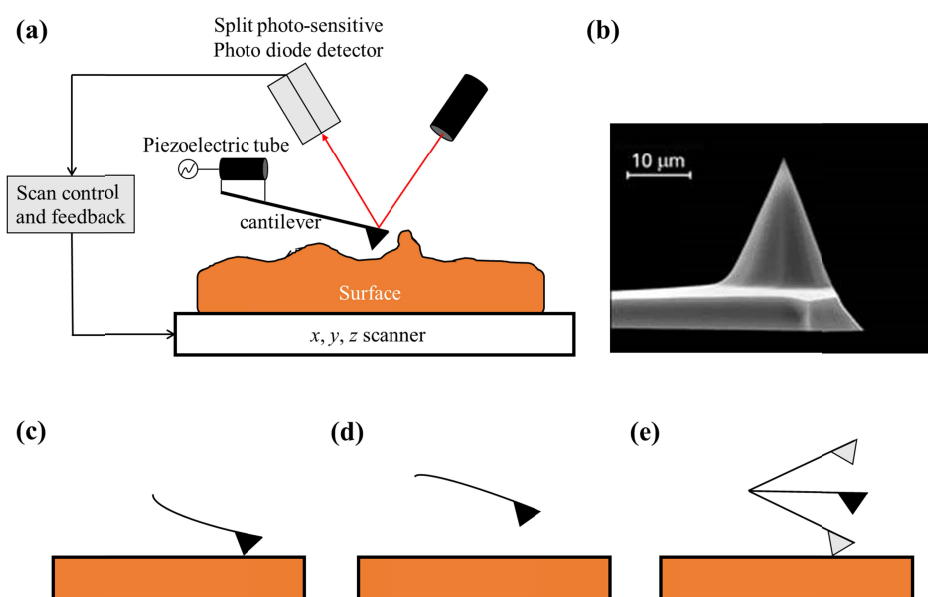 (a)
Split photo-sensitive
Photo diode detector
Piezoelectric tube
Scan control
and feedback
cantilever
Surface
x, y, z scanner
(b)
10 μm
(c)
(d)
(e)